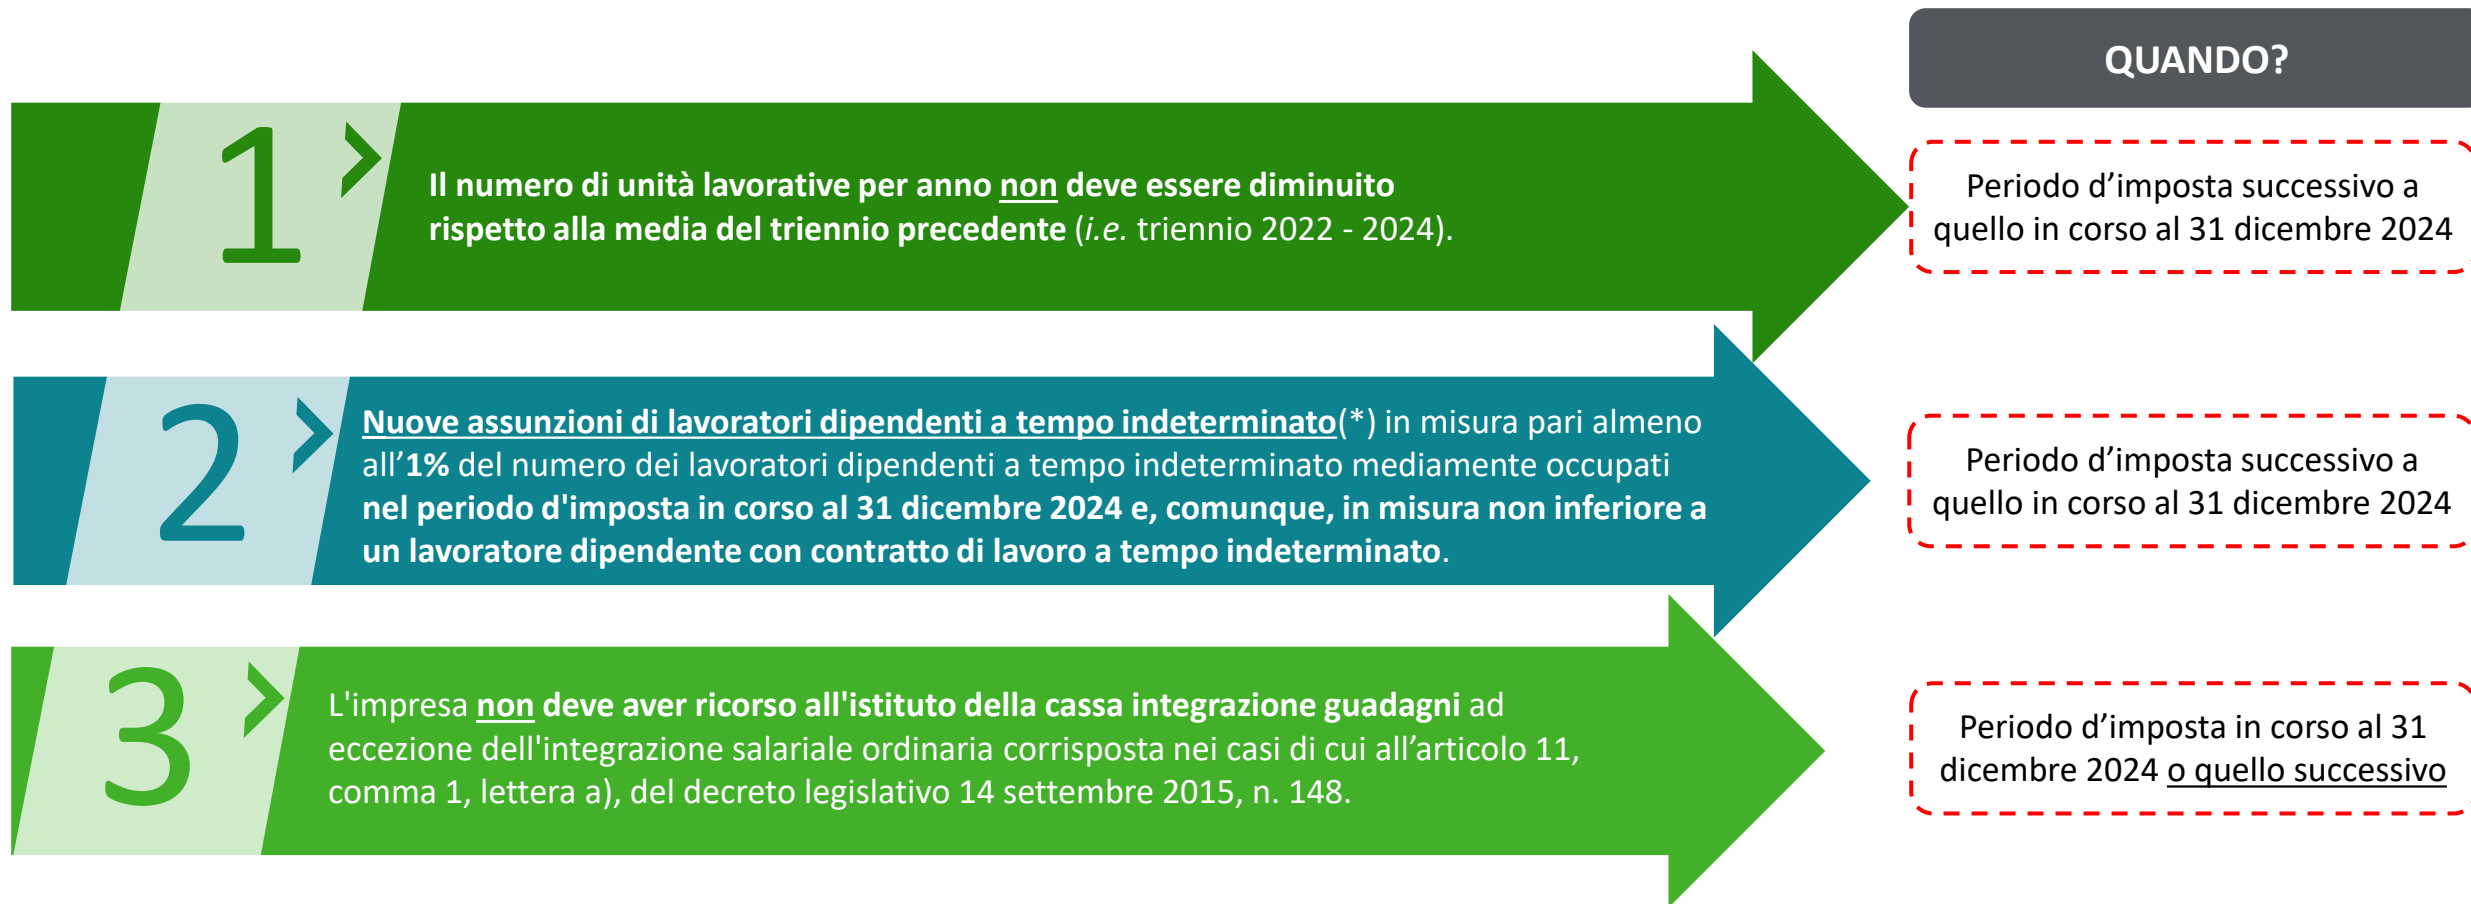 QUANDO?
1
Il numero di unità lavorative per anno non deve essere diminuito
rispetto alla media del triennio precedente (i.e. triennio 2022 - 2024).
Periodo d’imposta successivo a
quello in corso al 31 dicembre 2024
2
Nuove assunzioni di lavoratori dipendenti a tempo indeterminato(*) in misura pari almeno
all’1% del numero dei lavoratori dipendenti a tempo indeterminato mediamente occupati
nel periodo d'imposta in corso al 31 dicembre 2024 e, comunque, in misura non inferiore a
un lavoratore dipendente con contratto di lavoro a tempo indeterminato.
Periodo d’imposta successivo a
quello in corso al 31 dicembre 2024
3
L'impresa non deve aver ricorso all'istituto della cassa integrazione guadagni ad
eccezione dell'integrazione salariale ordinaria corrisposta nei casi di cui all’articolo 11,
comma 1, lettera a), del decreto legislativo 14 settembre 2015, n. 148.
Periodo d’imposta in corso al 31
dicembre 2024 o quello successivo